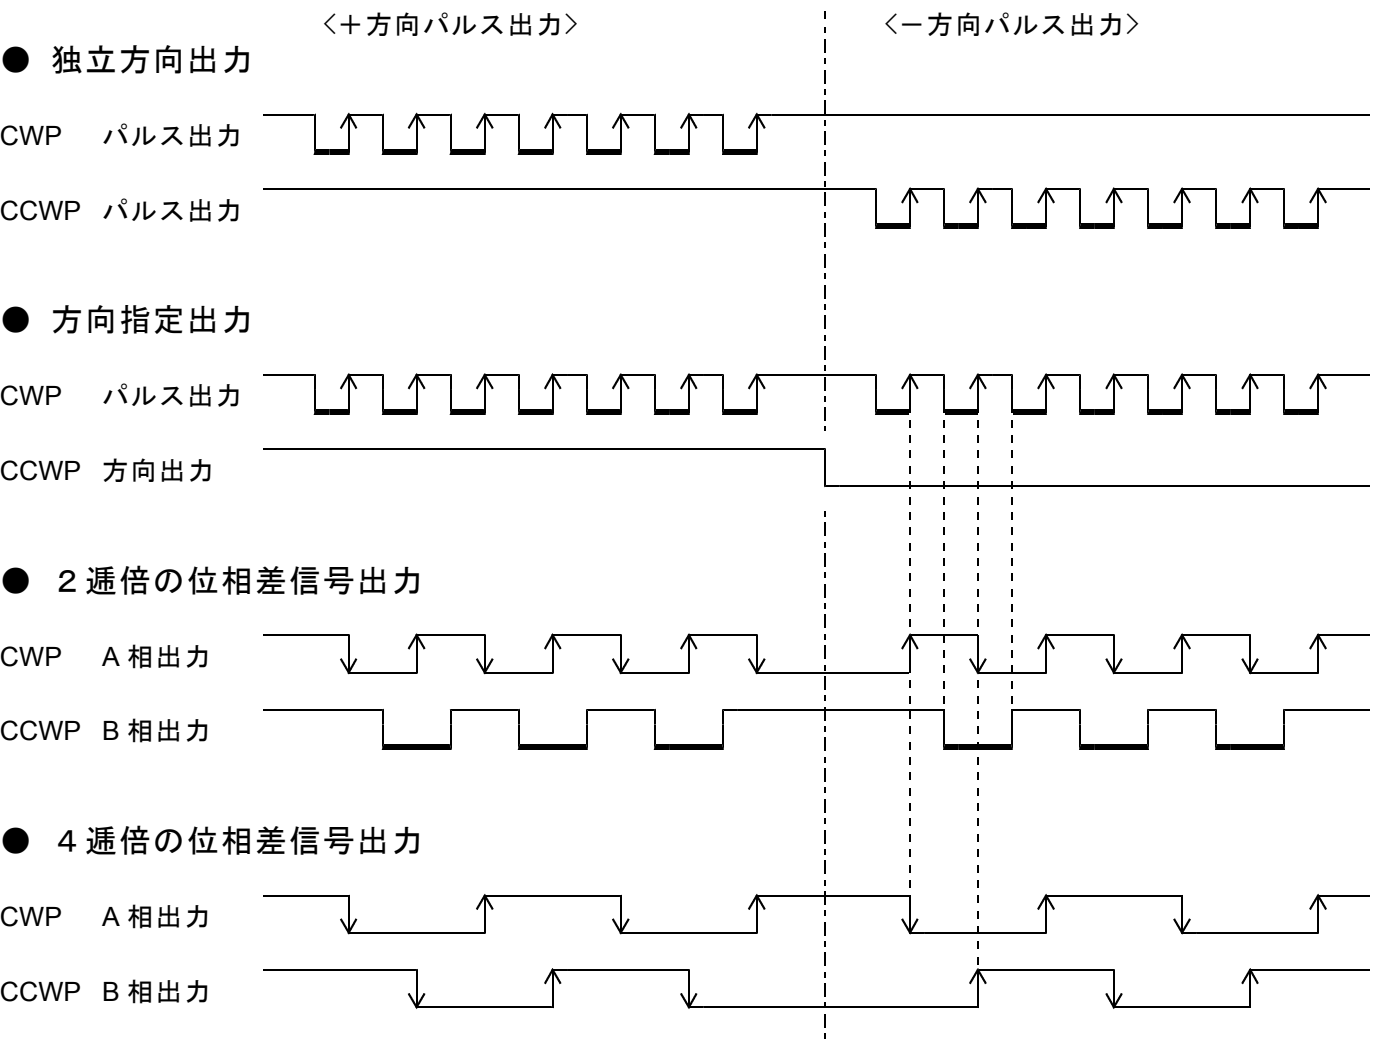 〈＋方向パルス出力〉 〈－方向パルス出力〉
● 独立方向出力
CWP パルス出力
CCWP パルス出力
● 方向指定出力
CWP パルス出力
CCWP 方向出力
● ２逓倍の位相差信号出力
CWP A 相出力
CCWP B 相出力
● ４逓倍の位相差信号出力
CWP A 相出力
CCWP B 相出力